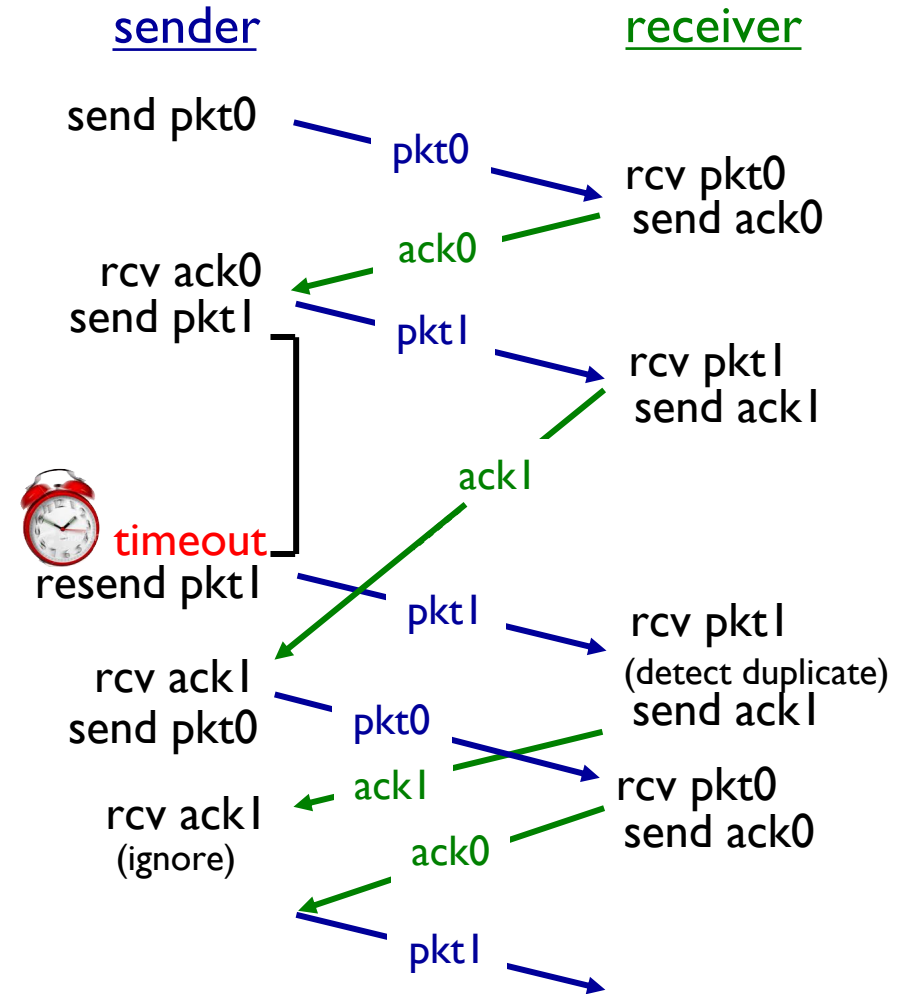 sender
receiver
send pkt0
pkt0
rcv pkt0
send ack0
ack0
rcv ack0
send pkt1
pkt1
rcv pkt1
send ack1
ack1
timeout
resend pkt1
pkt1
rcv pkt1
(detect duplicate)
send ack1
rcv ack1
send pkt0
pkt0
ack1
rcv pkt0
send ack0
rcv ack1
(ignore)
ack0
pkt1